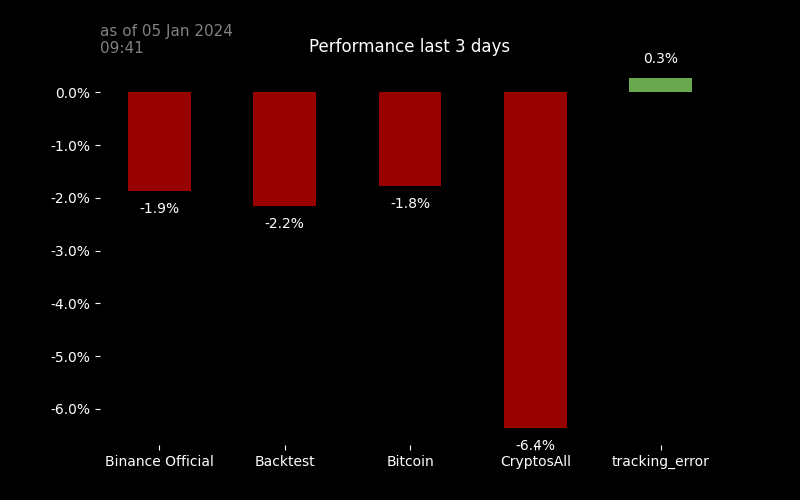 as of 05 Jan 2024
09:41
Performance last 3 days
0.3%
0.0%
-1.0%
-2.0%
-3.0%
-4.0%
-5.0%
-6.0%
-1.9%
-2.2%
-1.8%
-6.4%
Binance Official
Backtest
Bitcoin
CryptosAll
tracking_error